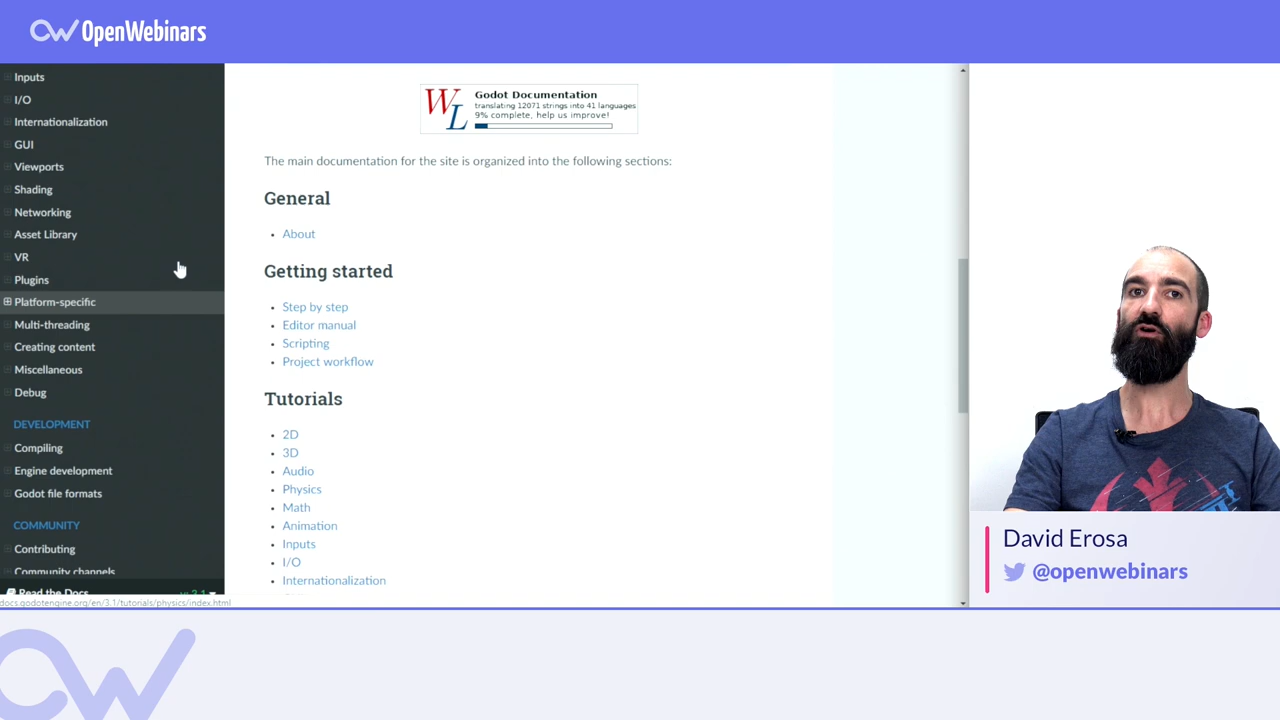 OpenWebinars
Inputs
I/O
Internationalization
GUI
Viewports
Shading
Networking
Asset Library
VR
Plugins
Platform-specific
Multi-threading
Creating content
Miscellaneous
Debug
DEVELOPMENT
Compiling
Engine development
Godot file formats
COMMUNITY
Contributing
Community channels
Read the Docs
v: 3.1
docs.godotengine.org/en/3.1/tutorials/physics/index.html
WL
Godot Documentation
translating 12071 strings into 41 languages
9% complete, help us improve!
The main documentation for the site is organized into the following sections:
General
• About
Getting started
• Step by step
• Editor manual
• Scripting
• Project workflow
Tutorials
• 2D
• 3D
• Audio
• Physics
• Math
• Animation
• Inputs
• I/O
• Internationalization
David Erosa
@openwebinars